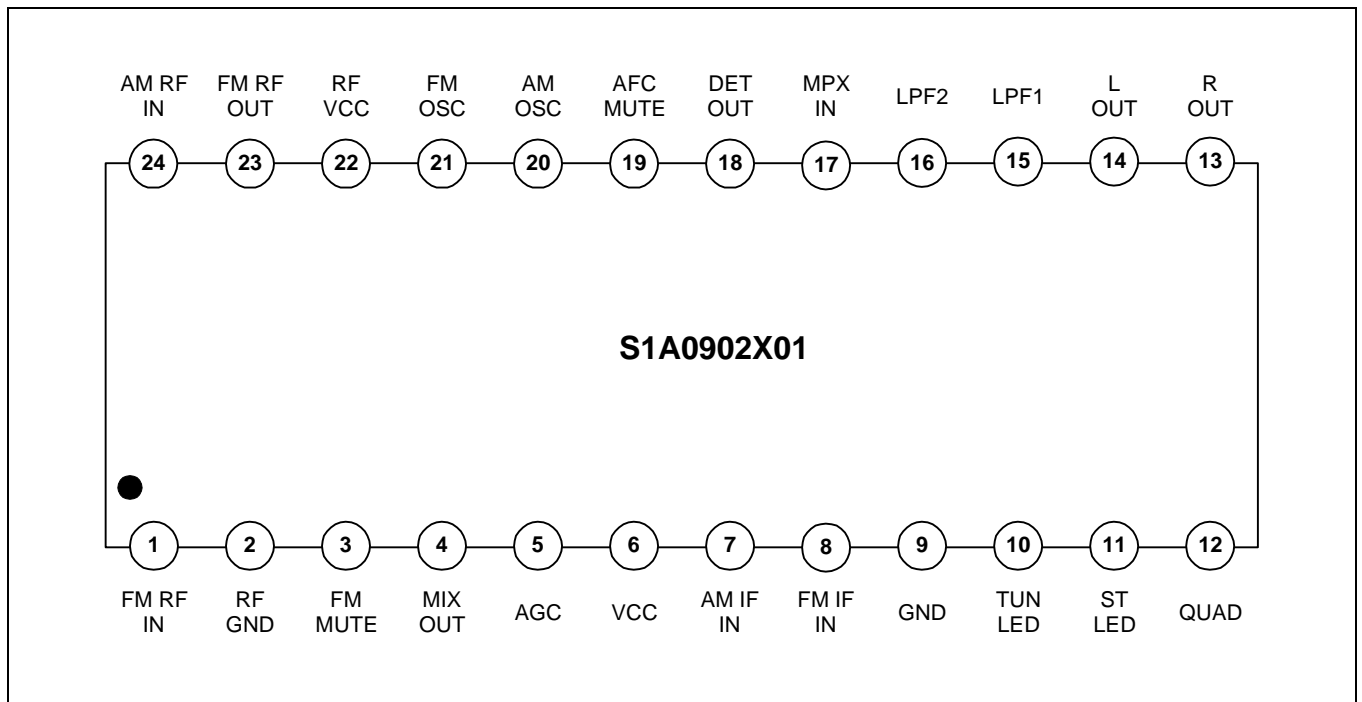 AM RF FM RF RF FM AM AFC DET MPX LPF2 LPF1 L R
IN OUT VCC OSC OSC MUTE OUT IN OUT OUT
24 23 22 21 20 19 18 17 16 15 14 13
S1A0902X01
1 2 3 4 5 6 7 8 9 10 11 12
FM RF RF FM MIX AGC VCC AM IF FM IF GND TUN ST QUAD
IN GND MUTE OUT IN IN LED LED